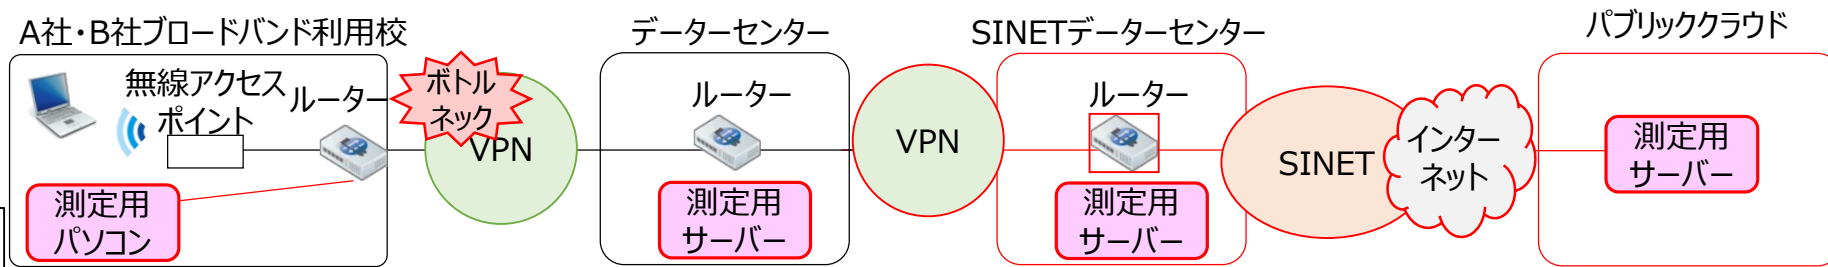 A社・B社ブロードバンド利用校
無線アクセス
ポイント
ルーター
測定用
パソコン
ボトル
ネック
VPN
データーセンター
ルーター
測定用
サーバー
VPN
SINETデーターセンター
ルーター
測定用
サーバー
SINET
インター
ネット
パブリッククラウド
測定用
サーバー